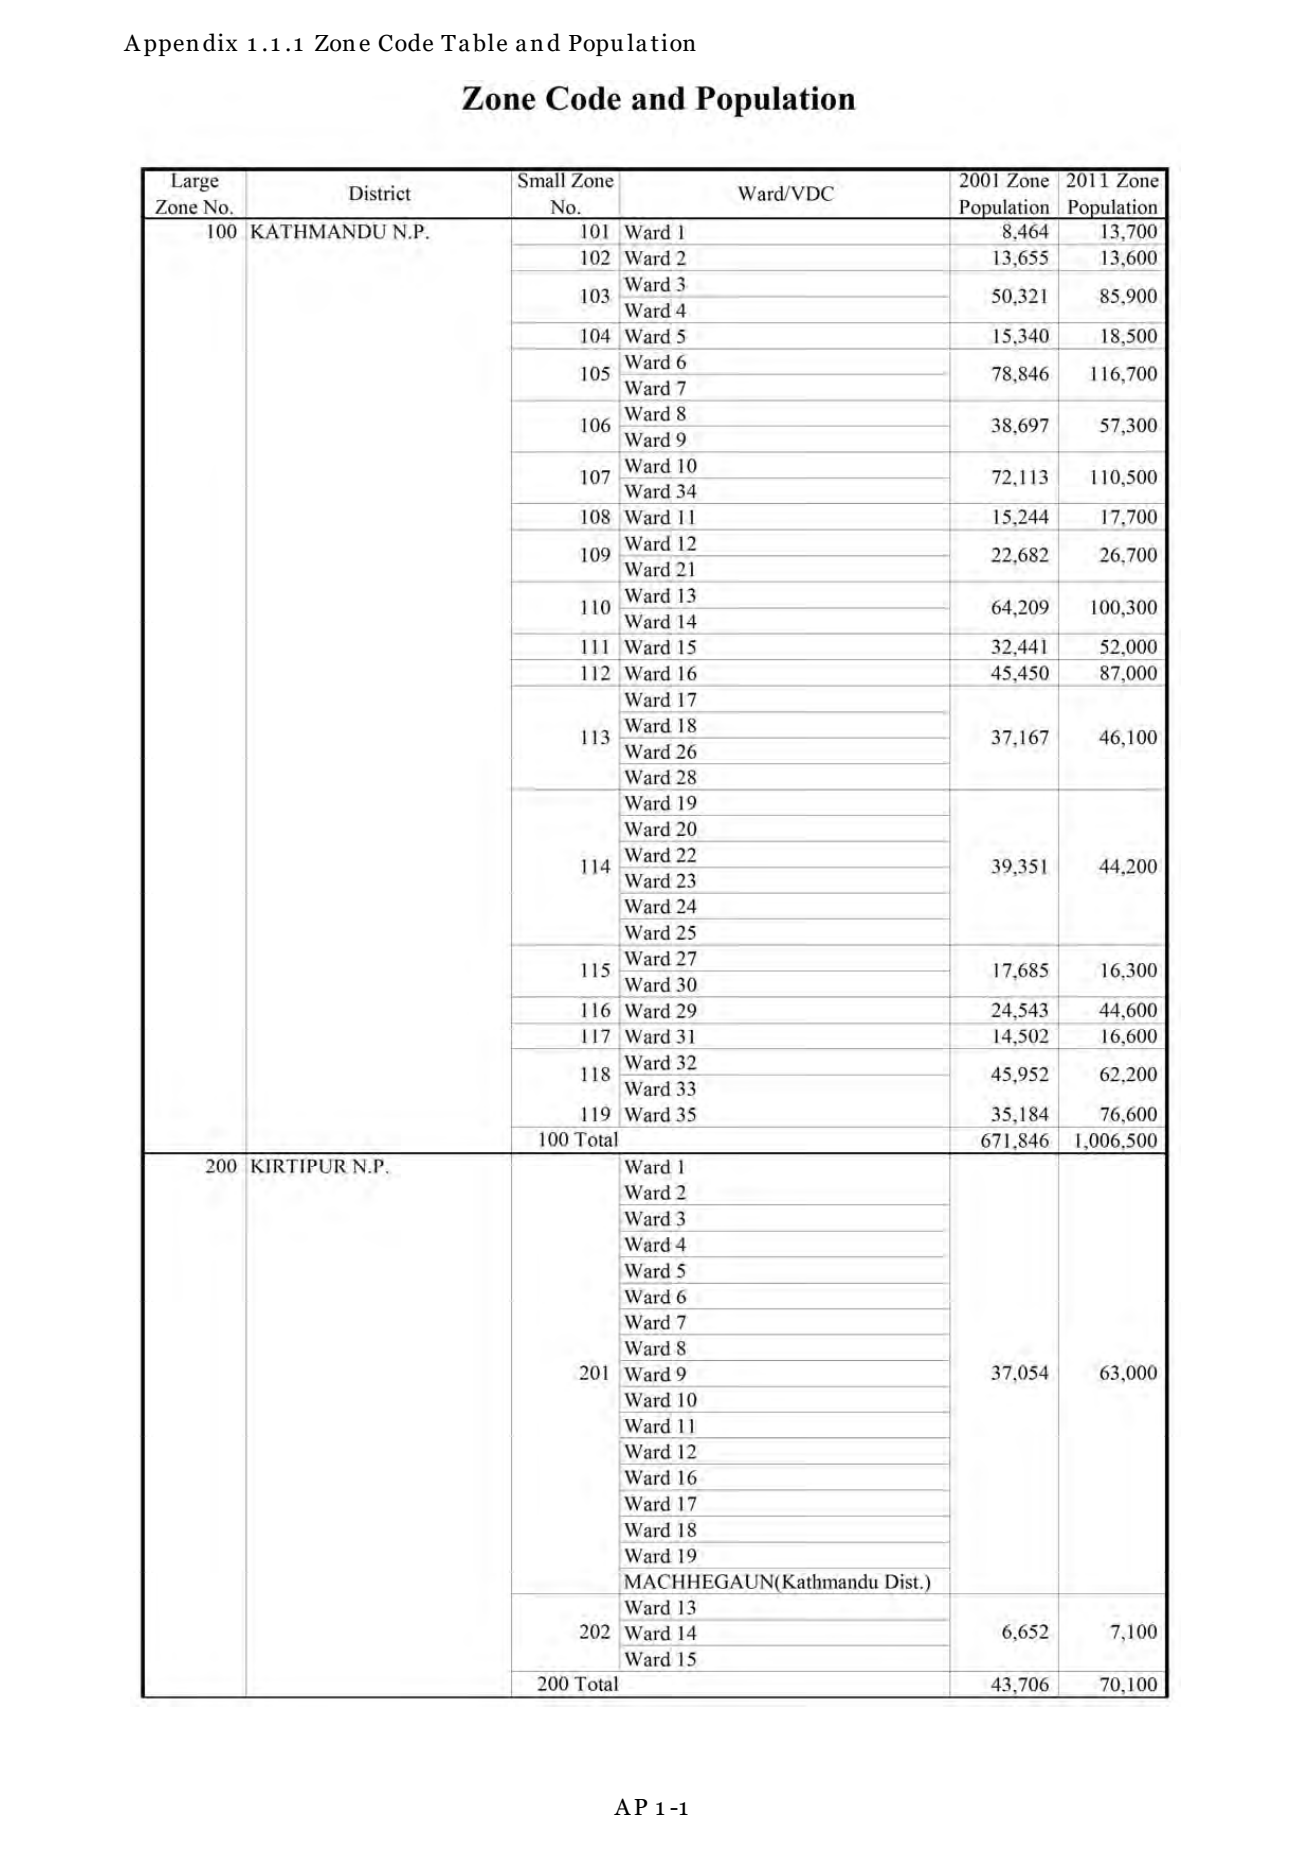 Appendix 1.1.1 Zone Code Table and Population
Zone Code and Population
Large Zone No. District Small Zone No. Ward/VDC 2001 Zone Population 2011 Zone Population
100 KATHMANDU N.P. 101 Ward 1 8,464 13,700
102 Ward 2 13,655 13,600
103 Ward 3 50,321 85,900
Ward 4
104 Ward 5 15,340 18,500
105 Ward 6 78,846 116,700
Ward 7
106 Ward 8 38,697 57,300
Ward 9
107 Ward 10 72,113 110,500
Ward 34
108 Ward 11 15,244 17,700
109 Ward 12 22,682 26,700
Ward 21
110 Ward 13 64,209 100,300
Ward 14
111 Ward 15 32,441 52,000
112 Ward 16 45,450 87,000
Ward 17
Ward 18
113 37,167 46,100
Ward 26
Ward 28
Ward 19
Ward 20
Ward 22
114 39,351 44,200
Ward 23
Ward 24
Ward 25
115 Ward 27 17,685 16,300
Ward 30
116 Ward 29 24,543 44,600
117 Ward 31 14,502 16,600
118 Ward 32 45,952 62,200
Ward 33
119 Ward 35 35,184 76,600
100 Total 671,846 1,006,500
200 KIRTIPUR N.P. Ward 1
Ward 2
Ward 3
Ward 4
Ward 5
Ward 6
Ward 7
Ward 8
201 Ward 9 37,054 63,000
Ward 10
Ward 11
Ward 12
Ward 16
Ward 17
Ward 18
Ward 19
MACHHEGAUN(Kathmandu Dist.)
Ward 13
202 Ward 14 6,652 7,100
Ward 15
200 Total 43,706 70,100
AP 1-1